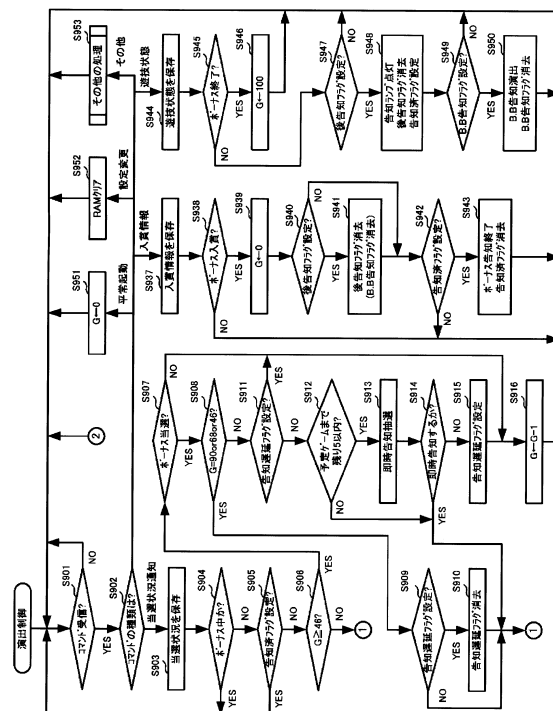 演出制御
S901
コマンド受信?
NO
YES
S902
コマンドの種類は?
当選状況通知
S903
当選状況を保存
S904
ボーナス中か?
YES
NO
S905
告知済フラグ設定?
YES
NO
S906
G≧46?
YES
NO
①
②
S907
ボーナス当選?
NO
YES
S908
G=90or68or46?
YES
NO
S909
告知遅延フラグ設定?
NO
YES
S910
告知遅延フラグ消去
①
S911
告知遅延フラグ設定?
YES
NO
S912
予定ゲームまで
残り5以内?
NO
YES
S913
即時告知抽選
S914
即時告知するか?
YES
NO
S915
告知遅延フラグ設定
S916
G←G-1
平常起動
S951
G←0
設定変更
S952
RAMクリア
その他
S953
その他の処理
入賞情報
S937
入賞情報を保存
S938
ボーナス入賞?
NO
YES
S939
G←0
S940
後告知フラグ設定?
NO
YES
S941
後告知フラグ消去
(B.B告知フラグ消去)
S942
告知済フラグ設定?
NO
YES
S943
ボーナス告知終了
告知済フラグ消去
遊技状態
S944
遊技状態を保存
S945
ボーナス終了?
NO
YES
S946
G←100
S947
後告知フラグ設定?
NO
YES
S948
告知ランプ点灯
後告知フラグ消去
告知済フラグ設定
S949
B.B告知フラグ設定?
NO
YES
S950
B.B告知演出
B.B告知フラグ消去